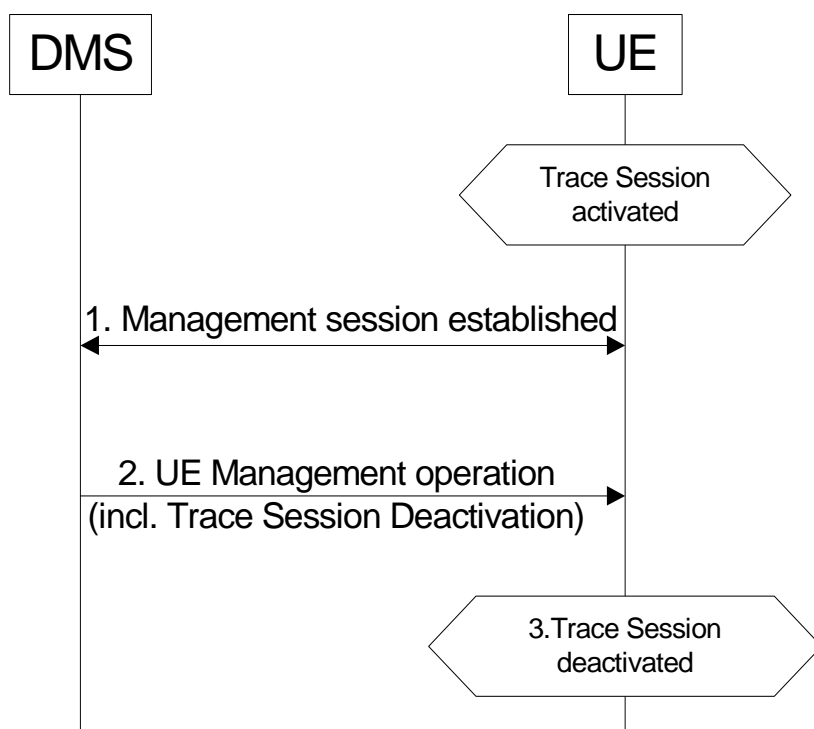 DMS
UE
Trace Session
activated
1. Management session established
2. UE Management operation
(incl. Trace Session Deactivation)
3.Trace Session
deactivated